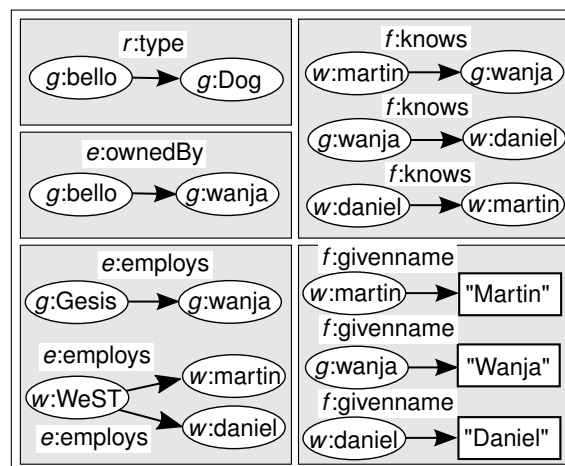 r:type
g:bello g:Dog
e:ownedBy
g:bello g:wanja
e:employs
g:Gesis g:wanja
e:employs
w:martin
w:WeST
w:daniel
e:employs
f:knows
w:martin g:wanja
f:knows
g:wanja w:daniel
f:knows
w:daniel w:martin
f:givenname
w:martin "Martin"
f:givenname
g:wanja "Wanja"
f:givenname
w:daniel "Daniel"